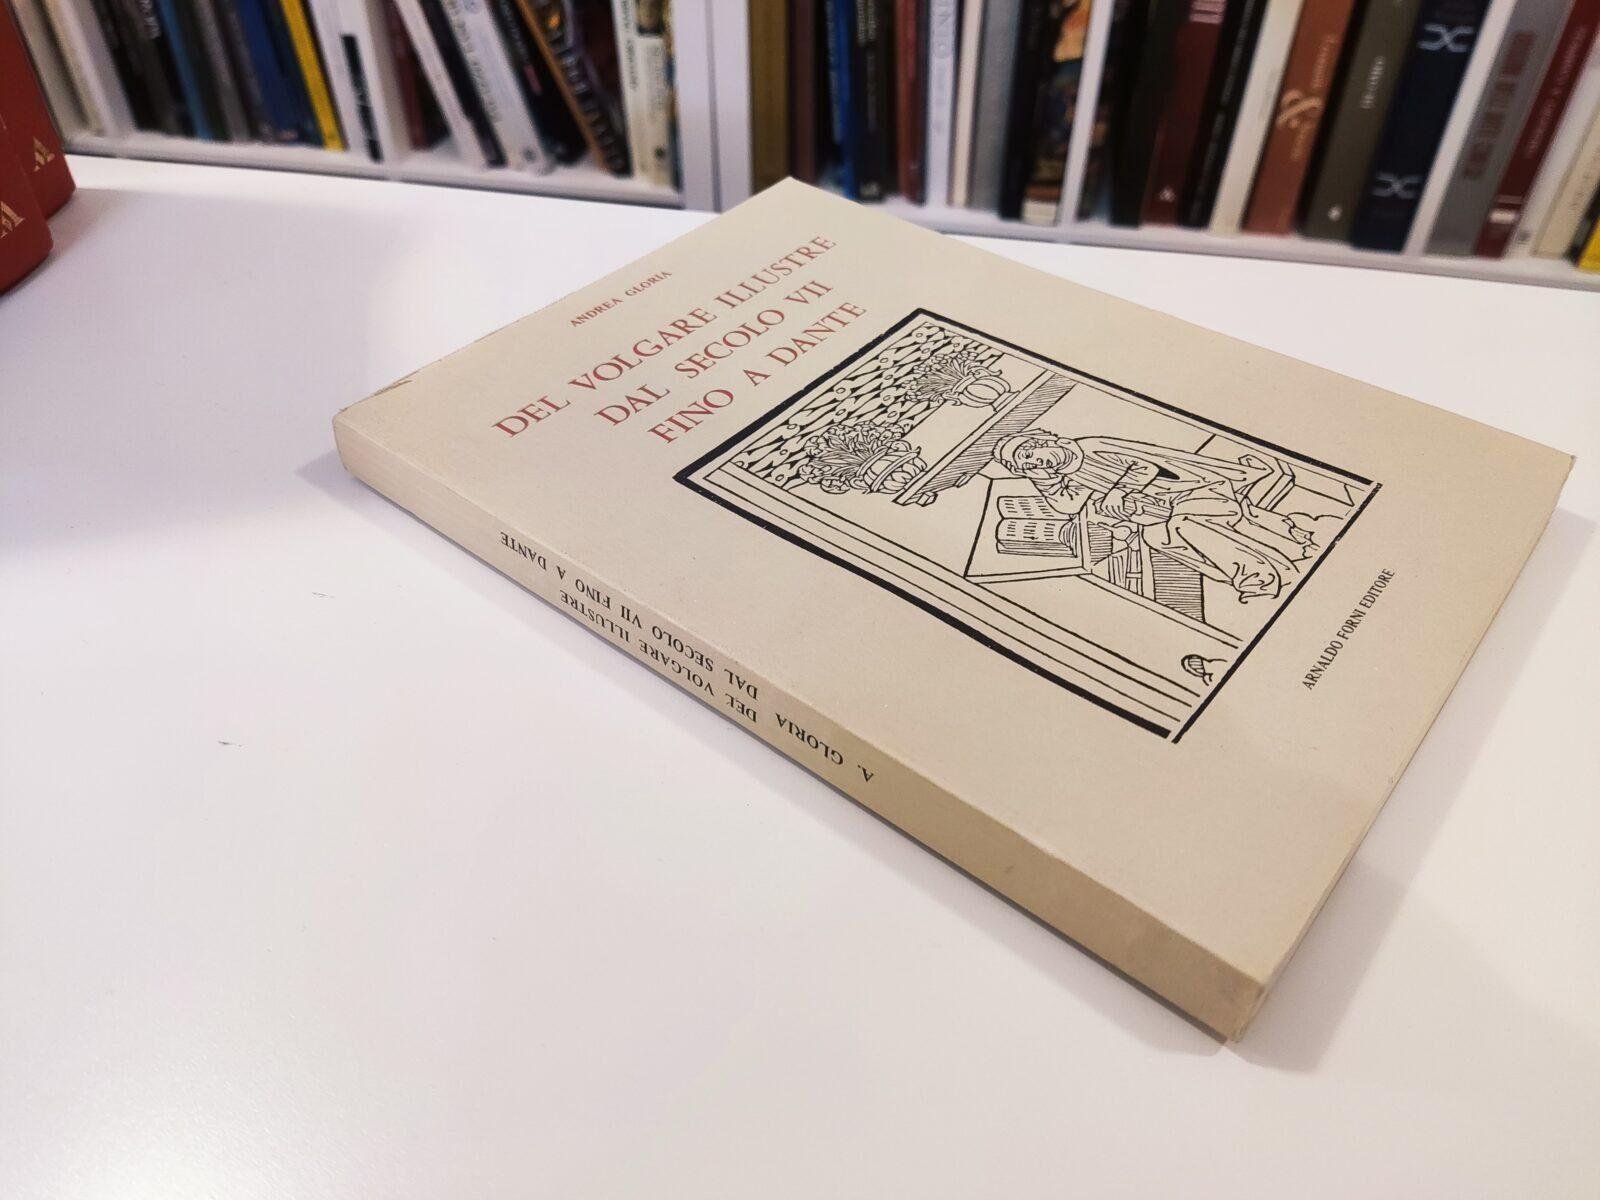 ANDREA GLORIA
DEL VOLGARE ILLUSTRE
DAL SECOLO VII
FINO A DANTE
ARNALDO FORNI EDITORE
A. GLORIA DEL VOLGARE ILLUSTRE
DAL SECOLO VII FINO A DANTE